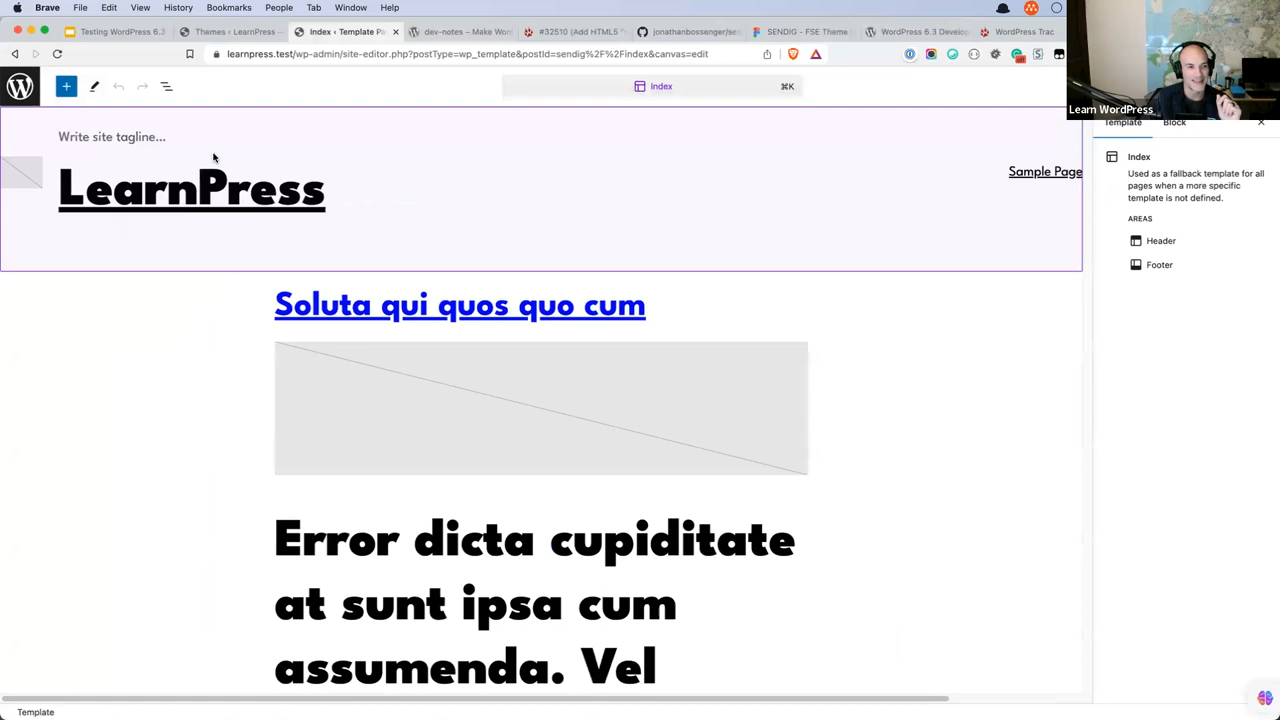 Brave File Edit View History Bookmarks People Tab Window Help
Testing WordPress 6.3
Themes ‹ LearnPress —
Index ‹ Template Pa
dev-notes – Make Word
#32510 (Add HTML5
jonathanbossenger/sen
SENDIG - FSE Theme
WordPress 6.3 Develop
WordPress Trac
learnpress.test/wp-admin/site-editor.php?postType=wp_template&postId=sendig%2F%2Findex&canvas=edit
Index
⌘K
Learn WordPress
Template Block
Write site tagline...
LearnPress
Sample Page
Index
Used as a fallback template for all
pages when a more specific
template is not defined.
AREAS
Header
Footer
Soluta qui quos quo cum
Error dicta cupiditate
at sunt ipsa cum
assumenda. Vel
Template